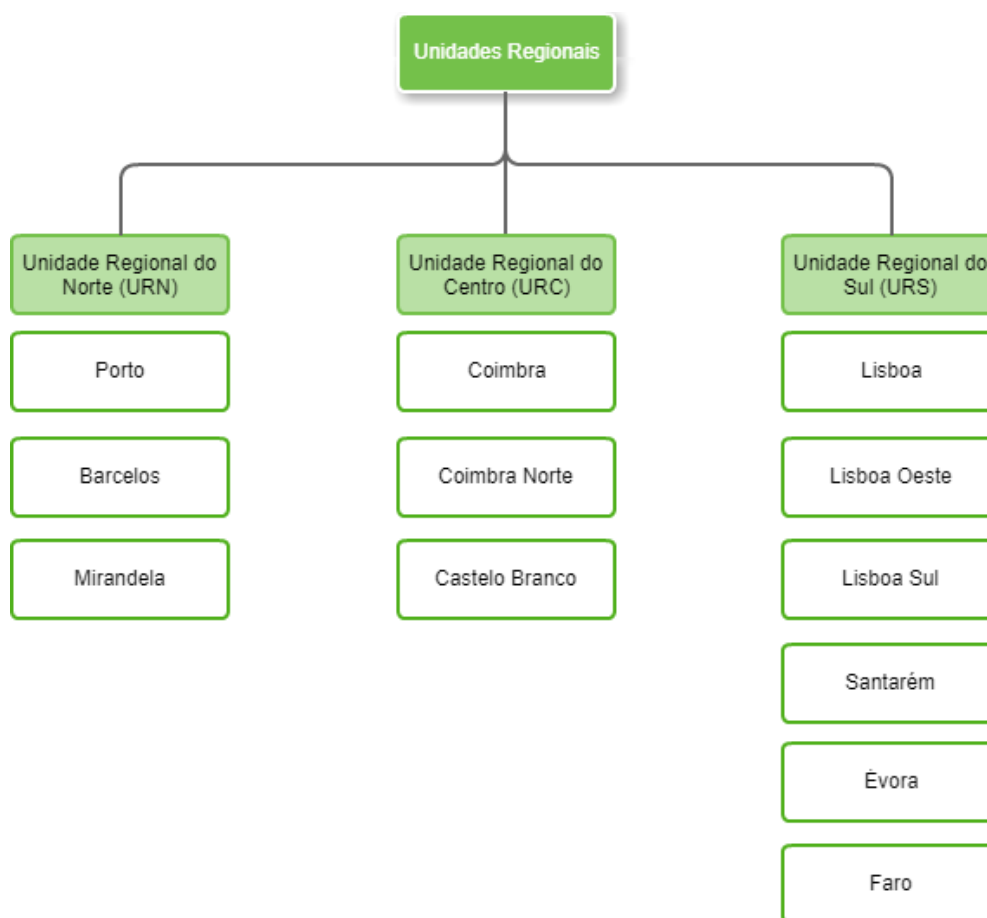 Unidades Regionais
Unidade Regional do
Norte (URN)
Porto
Barcelos
Mirandela
Unidade Regional do
Centro (URC)
Coimbra
Coimbra Norte
Castelo Branco
Unidade Regional do
Sul (URS)
Lisboa
Lisboa Oeste
Lisboa Sul
Santarém
Évora
Faro